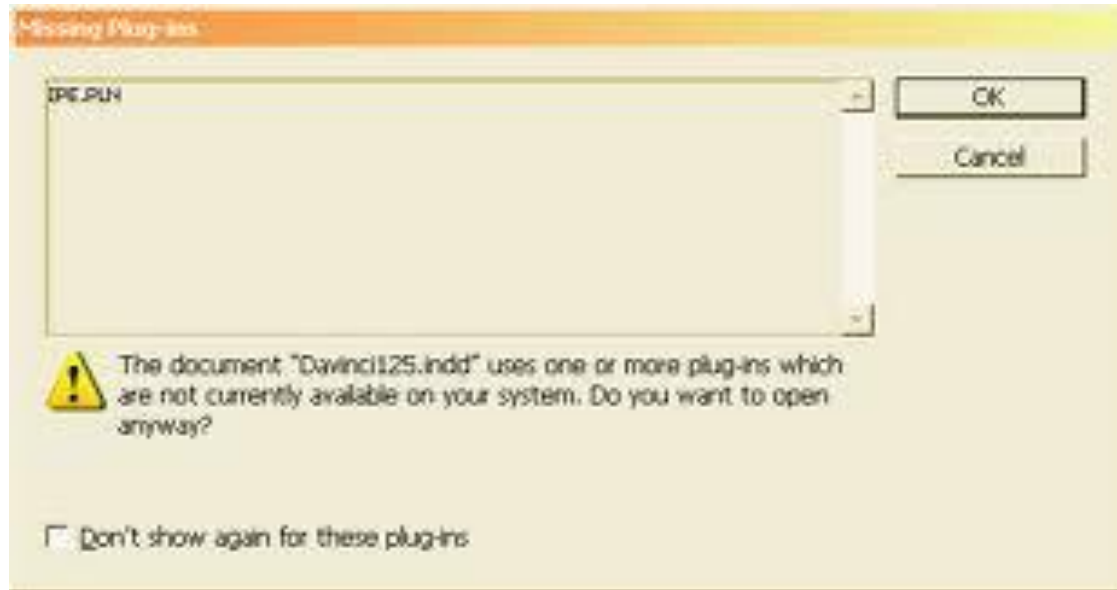 Missing Plug-ins
IPE.PLN
OK
Cancel
The document "Davinci125.indd" uses one or more plug-ins which
are not currently available on your system. Do you want to open
anyway?
Don't show again for these plug-ins